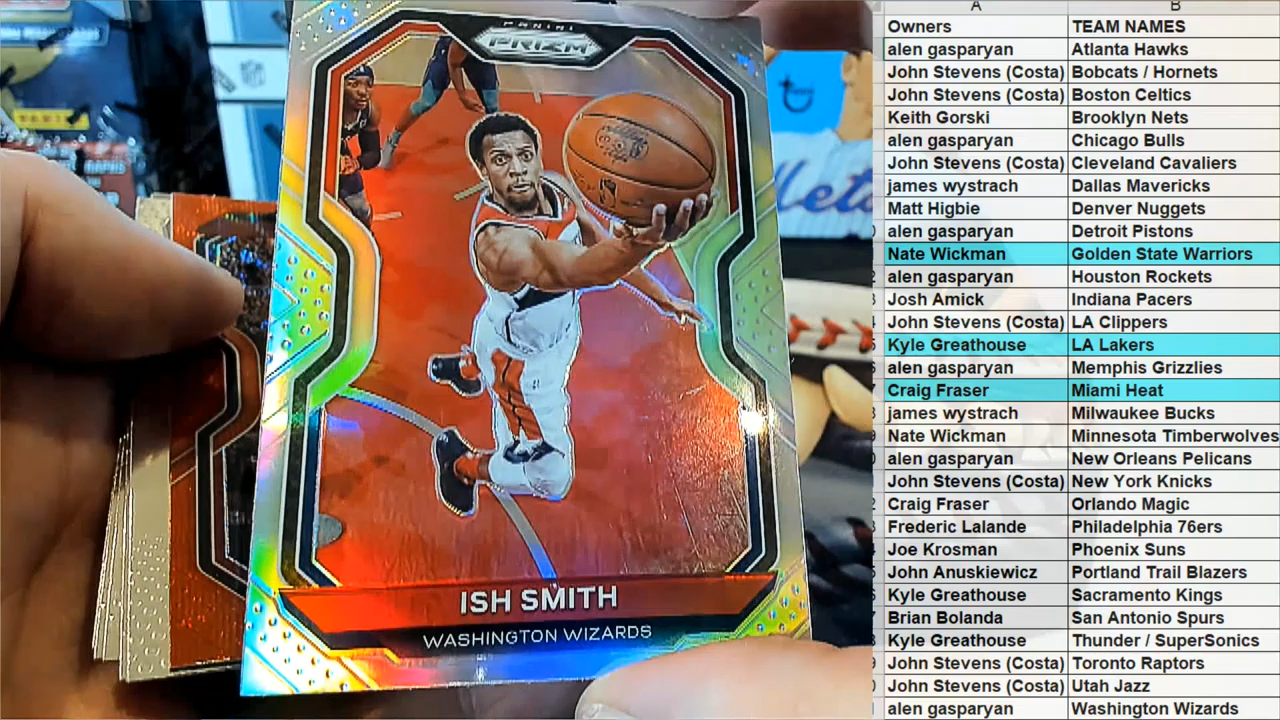 PANINI
PRIZM
ISH SMITH
WASHINGTON WIZARDS
A B
Owners TEAM NAMES
alen gasparyan Atlanta Hawks
John Stevens (Costa) Bobcats / Hornets
John Stevens (Costa) Boston Celtics
Keith Gorski Brooklyn Nets
alen gasparyan Chicago Bulls
John Stevens (Costa) Cleveland Cavaliers
james wystrach Dallas Mavericks
Matt Higbie Denver Nuggets
alen gasparyan Detroit Pistons
Nate Wickman Golden State Warriors
alen gasparyan Houston Rockets
Josh Amick Indiana Pacers
John Stevens (Costa) LA Clippers
Kyle Greathouse LA Lakers
alen gasparyan Memphis Grizzlies
Craig Fraser Miami Heat
james wystrach Milwaukee Bucks
Nate Wickman Minnesota Timberwolves
alen gasparyan New Orleans Pelicans
John Stevens (Costa) New York Knicks
Craig Fraser Orlando Magic
Frederic Lalande Philadelphia 76ers
Joe Krosman Phoenix Suns
John Anuskiewicz Portland Trail Blazers
Kyle Greathouse Sacramento Kings
Brian Bolanda San Antonio Spurs
Kyle Greathouse Thunder / SuperSonics
John Stevens (Costa) Toronto Raptors
John Stevens (Costa) Utah Jazz
alen gasparyan Washington Wizards